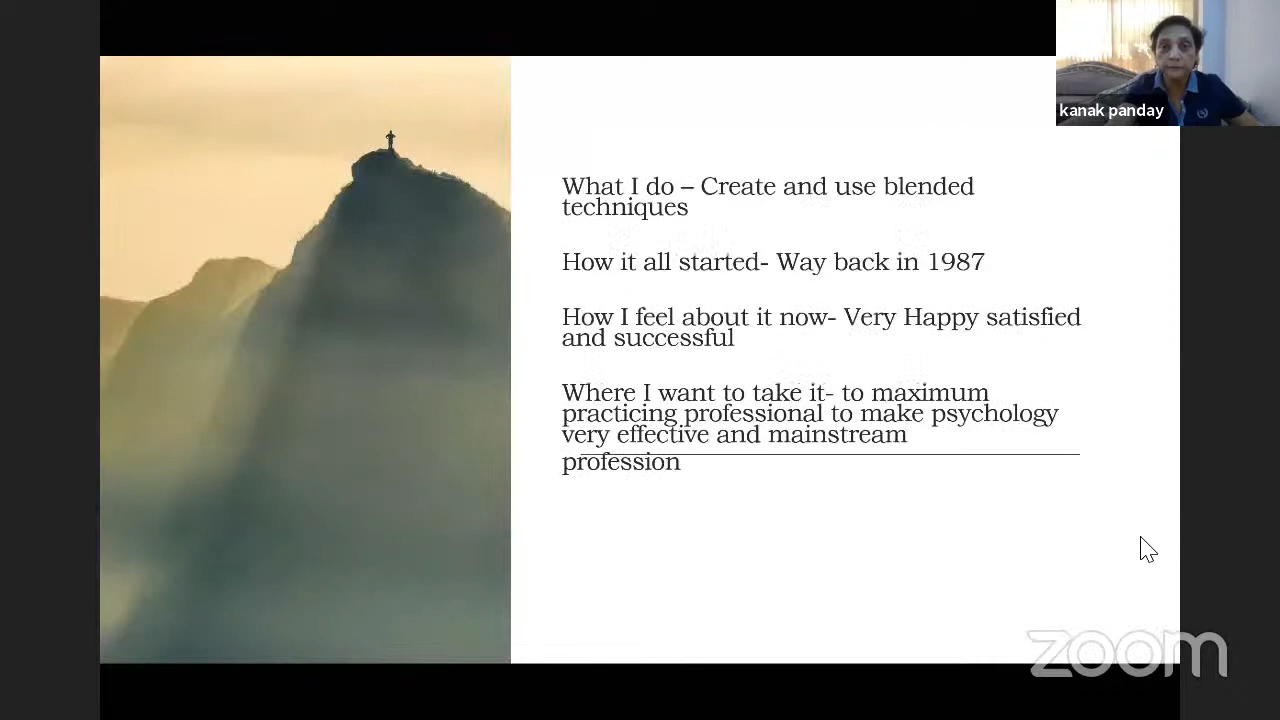 kanak panday
What I do – Create and use blended
techniques
How it all started- Way back in 1987
How I feel about it now- Very Happy satisfied
and successful
Where I want to take it- to maximum
practicing professional to make psychology
very effective and mainstream
profession
zoom